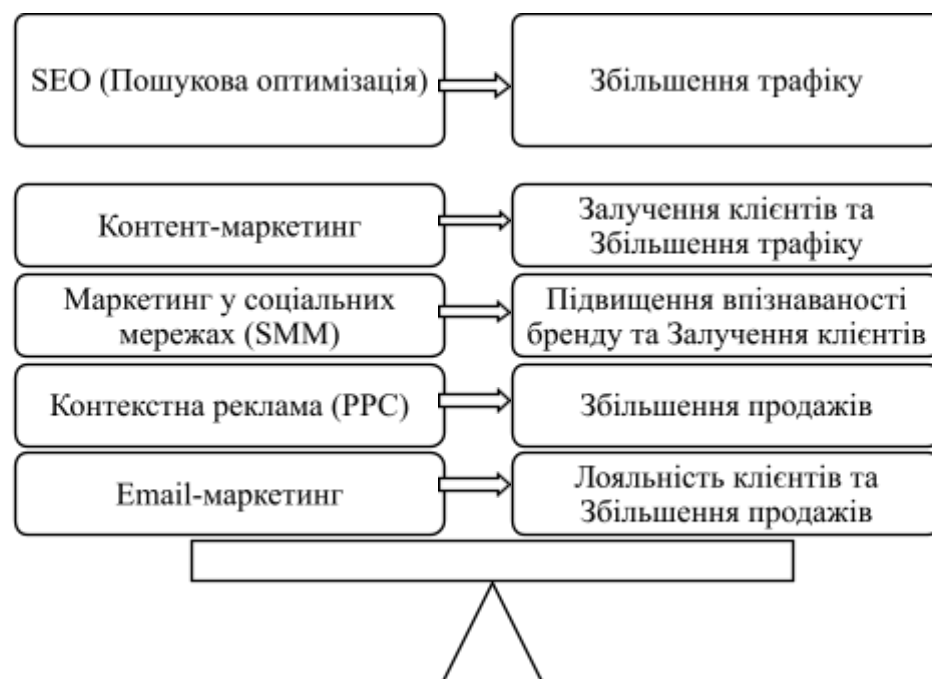 SEO (Пошукова оптимізація)
Збільшення трафіку
Контент-маркетинг
Залучення клієнтів та
Збільшення трафіку
Маркетинг у соціальних
мережах (SMM)
Підвищення впізнаваності
бренду та Залучення клієнтів
Контекстна реклама (PPC)
Збільшення продажів
Email-маркетинг
Лояльність клієнтів та
Збільшення продажів